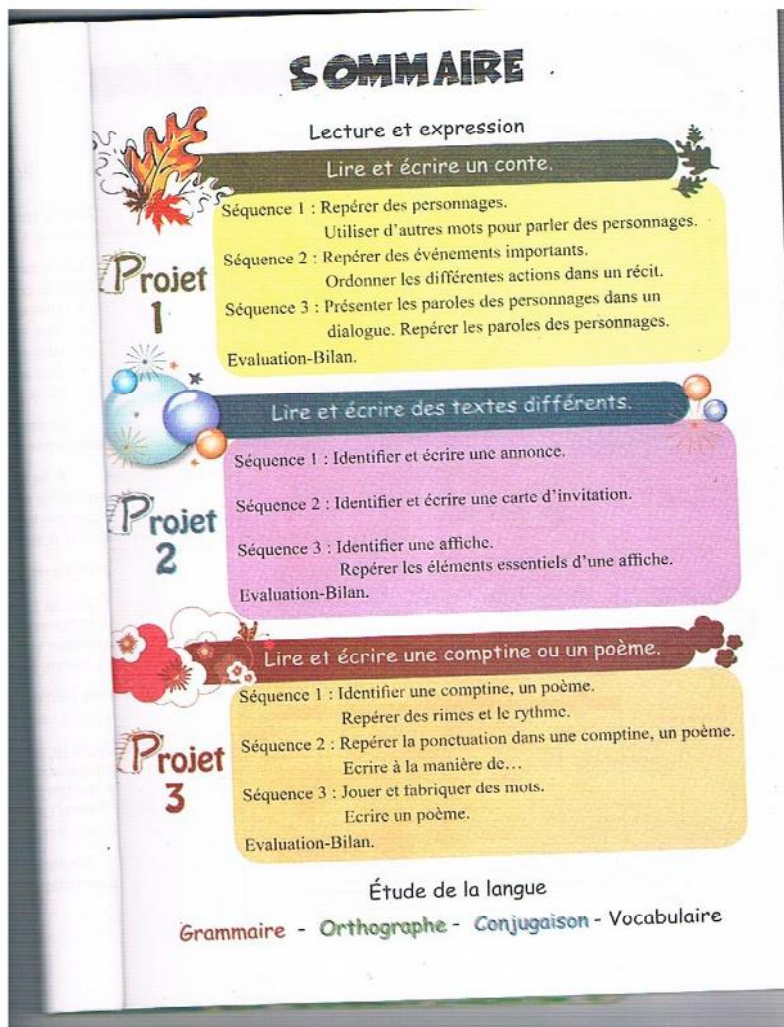 SOMMAIRE
Lecture et expression
Lire et écrire un conte.
Projet
1
Séquence 1 : Repérer des personnages.
Utiliser d'autres mots pour parler des personnages.
Séquence 2 : Repérer des événements importants.
Ordonner les différentes actions dans un récit.
Séquence 3 : Présenter les paroles des personnages dans un
dialogue. Repérer les paroles des personnages.
Evaluation-Bilan.
Lire et écrire des textes différents.
Projet
2
Séquence 1 : Identifier et écrire une annonce.
Séquence 2 : Identifier et écrire une carte d'invitation.
Séquence 3 : Identifier une affiche.
Repérer les éléments essentiels d'une affiche.
Evaluation-Bilan.
Lire et écrire une comptine ou un poème.
Projet
3
Séquence 1 : Identifier une comptine, un poème.
Repérer des rimes et le rythme.
Séquence 2 : Repérer la ponctuation dans une comptine, un poème.
Ecrire à la manière de…
Séquence 3 : Jouer et fabriquer des mots.
Ecrire un poème.
Evaluation-Bilan.
Étude de la langue
Grammaire - Orthographe - Conjugaison - Vocabulaire